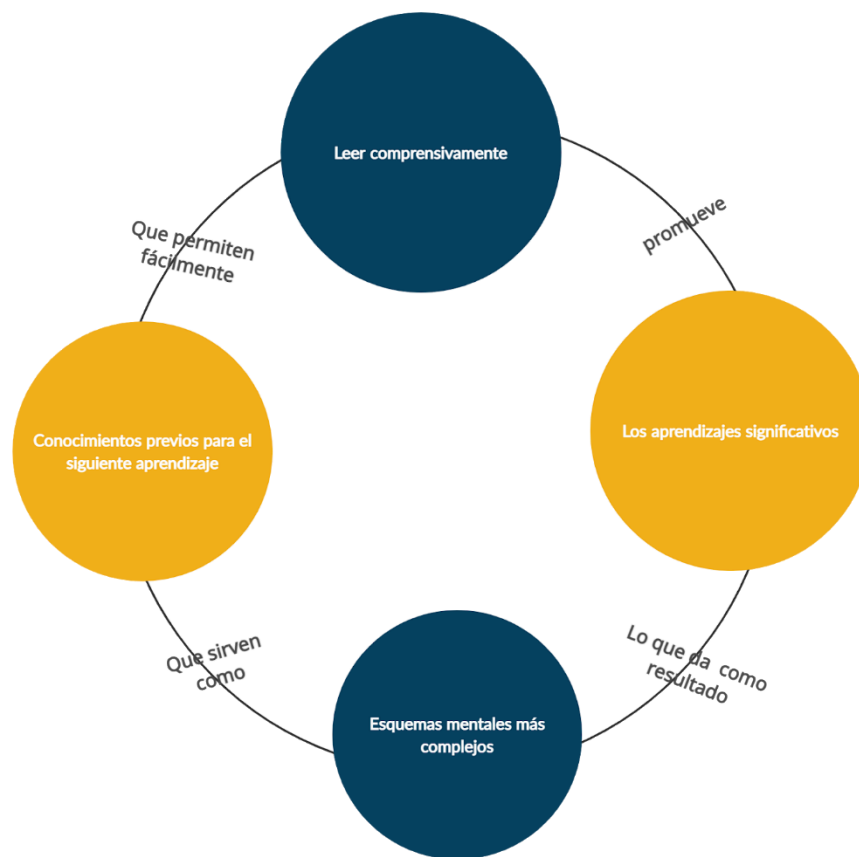 Leer comprensivamente
promueve
Los aprendizajes significativos
Lo que da como
resultado
Esquemas mentales más
complejos
Que sirven
como
Conocimientos previos para el
siguiente aprendizaje
Que permiten
fácilmente